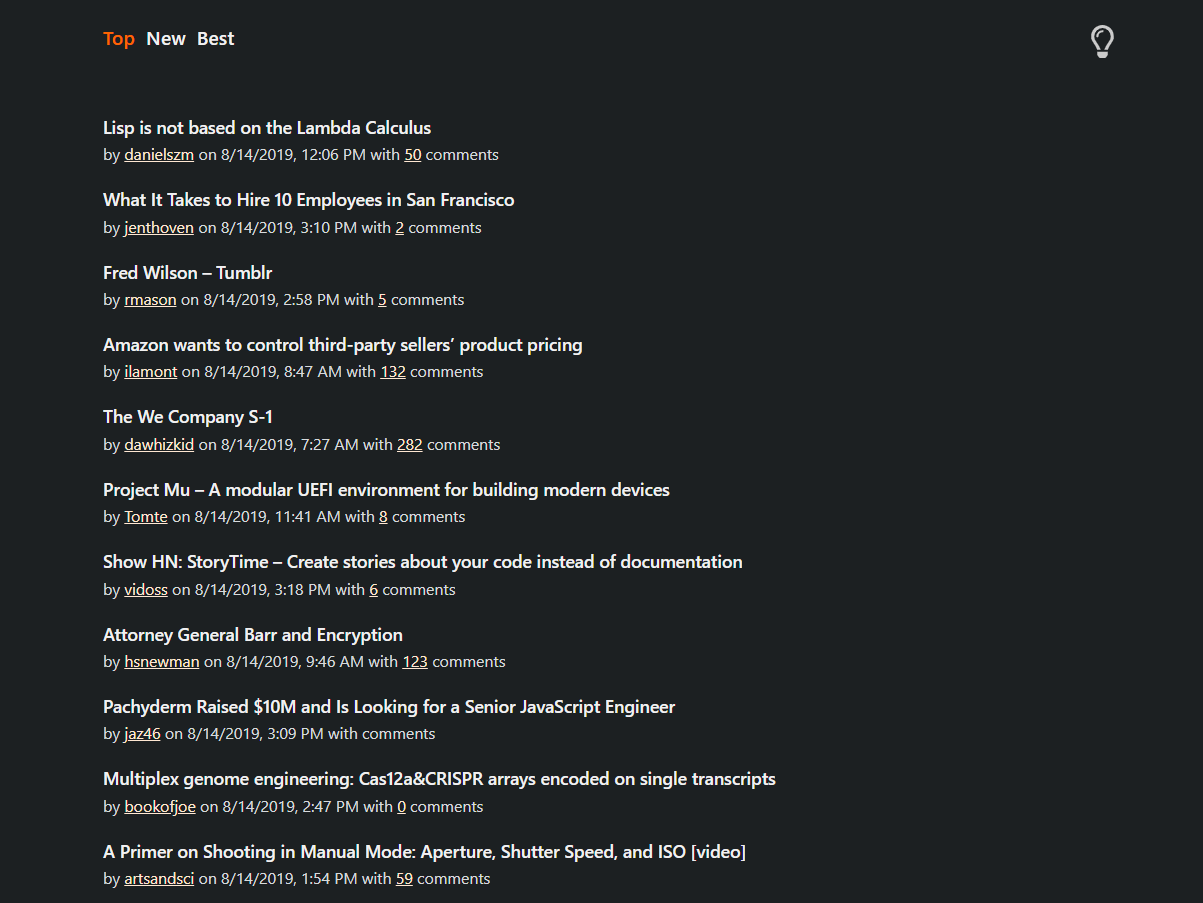 Top New Best
Lisp is not based on the Lambda Calculus
by danielszm on 8/14/2019, 12:06 PM with 50 comments
What It Takes to Hire 10 Employees in San Francisco
by jenthoven on 8/14/2019, 3:10 PM with 2 comments
Fred Wilson – Tumblr
by rmason on 8/14/2019, 2:58 PM with 5 comments
Amazon wants to control third-party sellers’ product pricing
by ilamont on 8/14/2019, 8:47 AM with 132 comments
The We Company S-1
by dawhizkid on 8/14/2019, 7:27 AM with 282 comments
Project Mu – A modular UEFI environment for building modern devices
by Tomte on 8/14/2019, 11:41 AM with 8 comments
Show HN: StoryTime – Create stories about your code instead of documentation
by vidoss on 8/14/2019, 3:18 PM with 6 comments
Attorney General Barr and Encryption
by hsnewman on 8/14/2019, 9:46 AM with 123 comments
Pachyderm Raised $10M and Is Looking for a Senior JavaScript Engineer
by jaz46 on 8/14/2019, 3:09 PM with comments
Multiplex genome engineering: Cas12a&CRISPR arrays encoded on single transcripts
by bookofjoe on 8/14/2019, 2:47 PM with 0 comments
A Primer on Shooting in Manual Mode: Aperture, Shutter Speed, and ISO [video]
by artsandsci on 8/14/2019, 1:54 PM with 59 comments